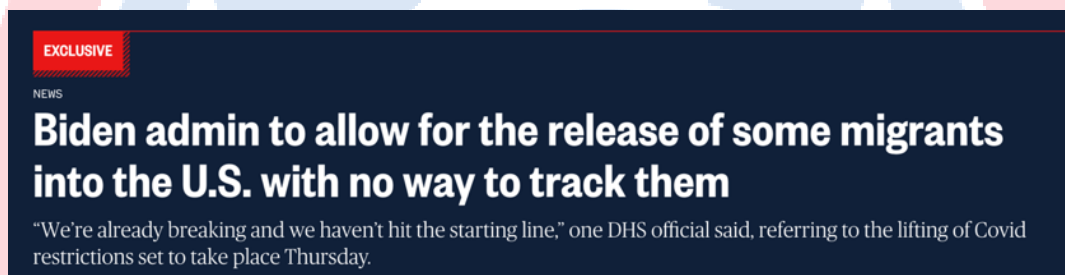 EXCLUSIVE
NEWS
Biden admin to allow for the release of some migrants
into the U.S. with no way to track them
“We’re already breaking and we haven’t hit the starting line,” one DHS official said, referring to the lifting of Covid
restrictions set to take place Thursday.